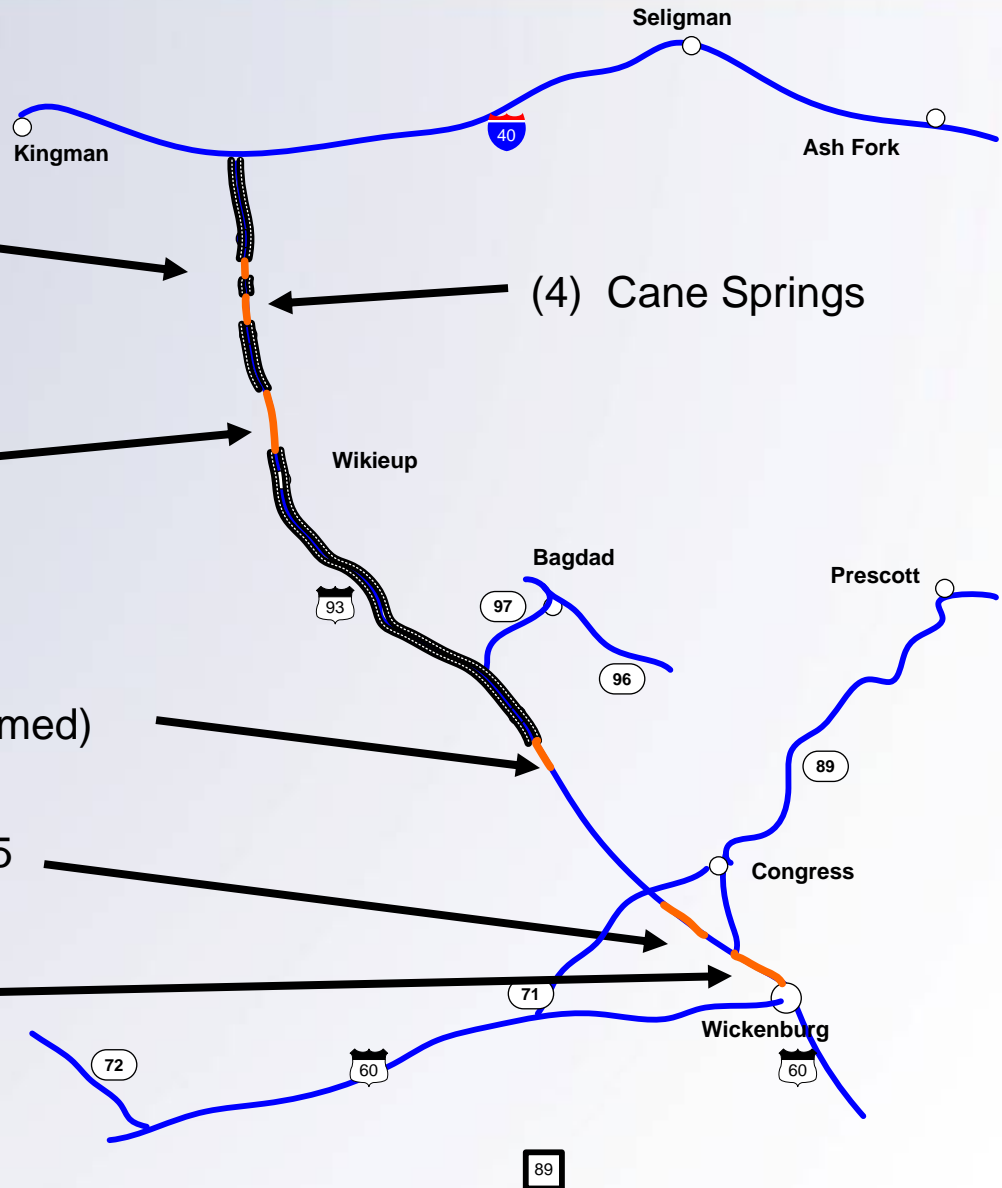 Seligman
40
Kingman
Ash Fork
(4) Cane Springs
Wikieup
Bagdad
Prescott
97
93
96
med)
89
5
Congress
71
Wickenburg
72
60
60
89